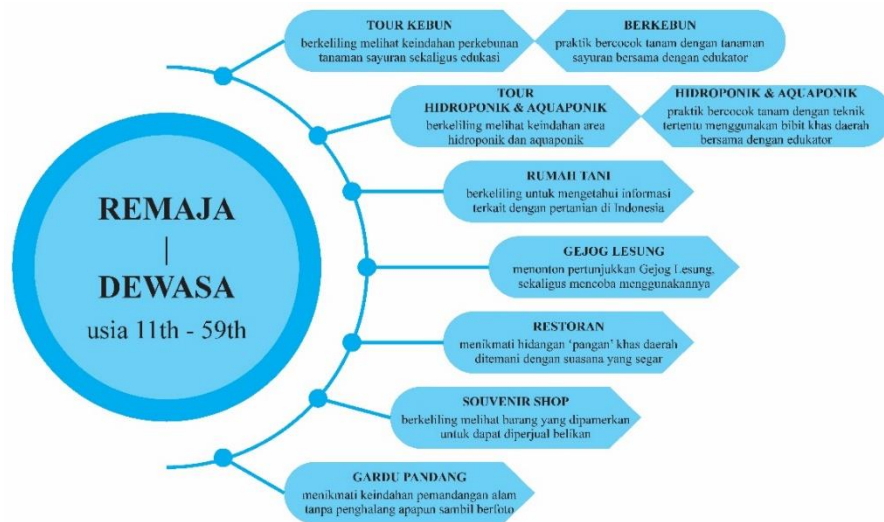 TOUR KEBUN
berkeliling melihat keindahan perkebunan
tanaman sayuran sekaligus edukasi
BERKEBUN
praktik bercocok tanam dengan tanaman
sayuran bersama dengan edukator
TOUR
HIDROPONIK & AQUAPONIK
berkeliling melihat keindahan area
hidroponik dan aquaponik
HIDROPONIK & AQUAPONIK
praktik bercocok tanam dengan teknik
tertentu menggunakan bibit khas daerah
bersama dengan edukator
REMAJA
|
DEWASA
usia 11th - 59th
RUMAH TANI
berkeliling untuk mengetahui informasi
terkait dengan pertanian di Indonesia
GEJOG LESUNG
menonton pertunjukkan Gejog Lesung,
sekaligus mencoba menggunakannya
RESTORAN
menikmati hidangan ‘pangan’ khas daerah
ditemani dengan suasana yang segar
SOUVENIR SHOP
berkeliling melihat barang yang dipamerkan
untuk dapat diperjual belikan
GARDU PANDANG
menikmati keindahan pemandangan alam
tanpa penghalang apapun sambil berfoto